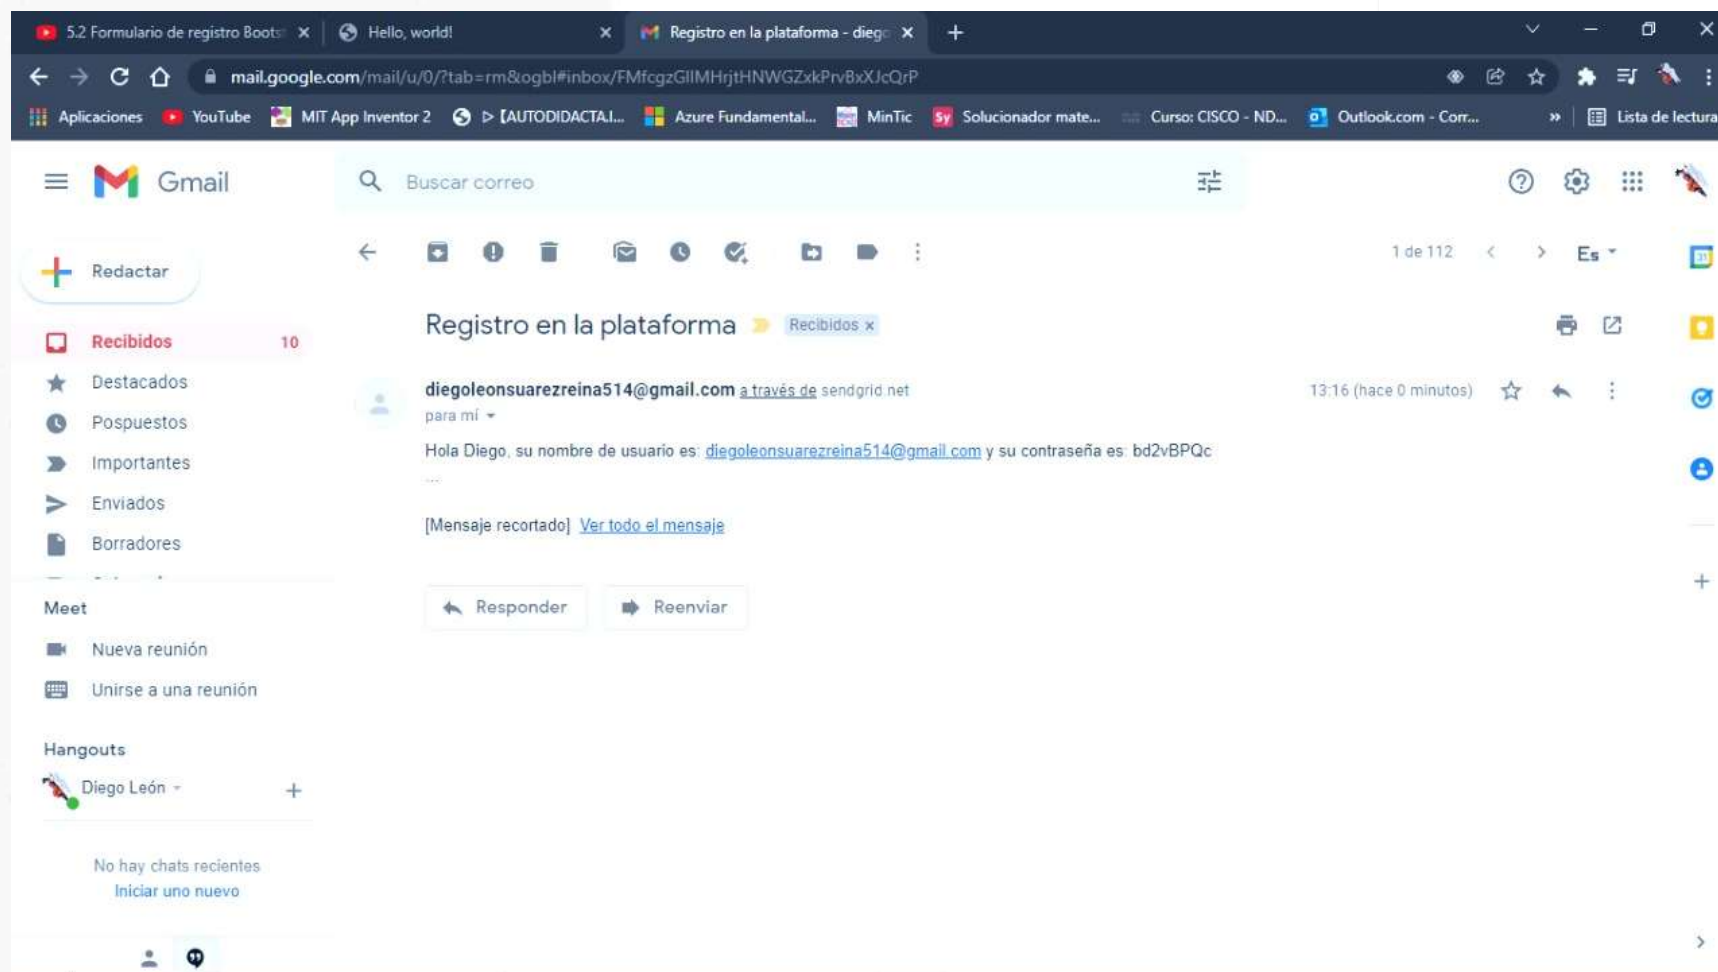 5.2 Formulario de registro Boots
Hello, world!
Registro en la plataforma - diego
mail.google.com/mail/u/0/?tab=rm&ogbl#inbox/FMfcgzGllMHrjtHNWGZxkPrvBxXJcQrP
Aplicaciones YouTube MIT App Inventor 2 ▷ [AUTODIDACTA.I... Azure Fundamental... MinTic Sy Solucionador mate... Curso: CISCO - ND... Outlook.com - Corr... » Lista de lectura
Gmail
Buscar correo
Redactar
1 de 112
Es
Recibidos 10
Destacados
Pospuestos
Importantes
Enviados
Borradores
Meet
Nueva reunión
Unirse a una reunión
Hangouts
Diego León
No hay chats recientes
Iniciar uno nuevo
Registro en la plataforma Recibidos x
diegoleonsuarezreina514@gmail.com a través de sendgrid.net
13:16 (hace 0 minutos)
para mí
Hola Diego, su nombre de usuario es: diegoleonsuarezreina514@gmail.com y su contraseña es: bd2vBPQc
...
[Mensaje recortado] Ver todo el mensaje
Responder Reenviar
31